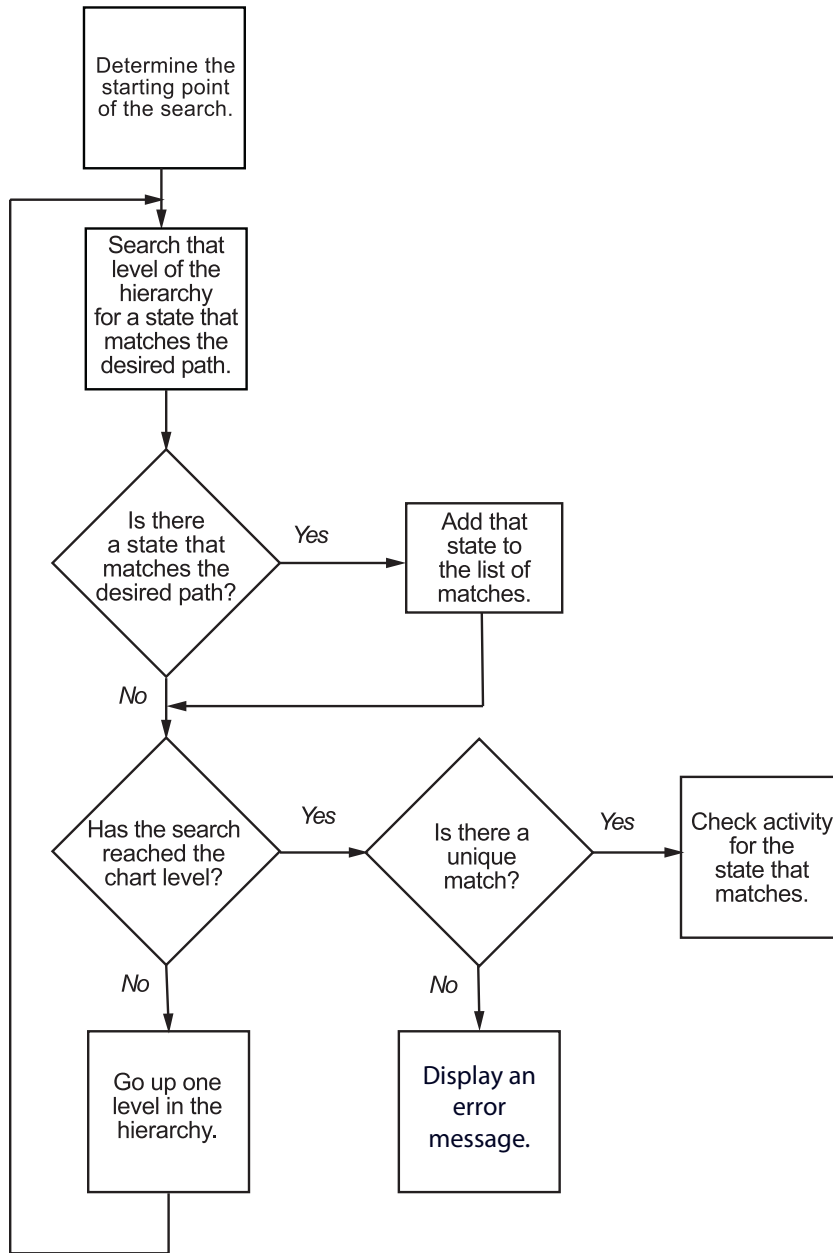 Determine the
starting point
of the search.
Search that
level of the
hierarchy
for a state that
matches the
desired path.
Is there
a state that
matches the
desired path?
Yes
Add that
state to
the list of
matches.
No
Has the search
reached the
chart level?
Yes
Is there a
unique
match?
Yes
Check activity
for the
state that
matches.
No
No
Go up one
level in the
hierarchy.
Display an
error
message.